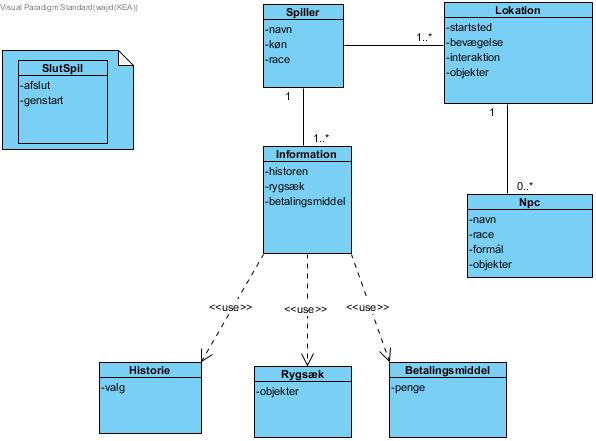 Visual Paradigm Standard(wajid(KEA))
Spiller
-navn
-køn
-race
1..*
Lokation
-startsted
-bevægelse
-interaktion
-objekter
SlutSpil
-afslut
-genstart
1
1..*
1
0..*
Information
-historen
-rygsæk
-betalingsmiddel
Npc
-navn
-race
-formål
-objekter
<<use>>
<<use>>
<<use>>
Historie
-valg
Rygsæk
-objekter
Betalingsmiddel
-penge